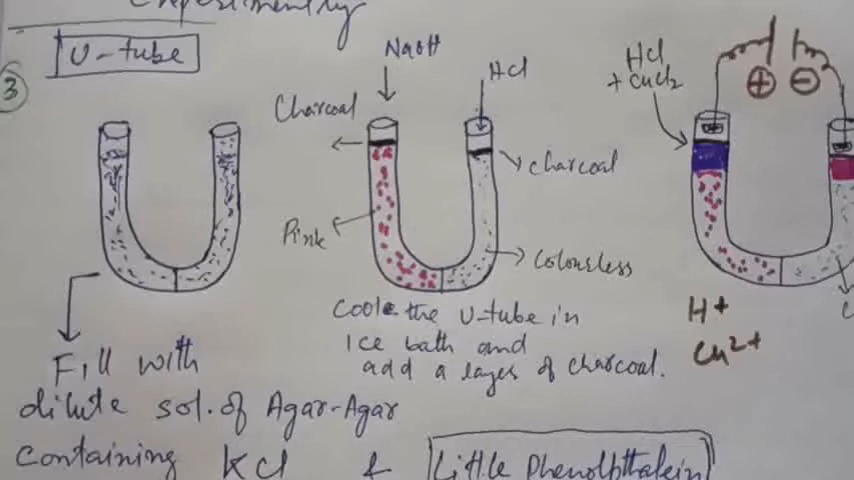 Experimently
U-tube
3
NaOH
HCl
Charcoal
charcoal
Pink
Colourless
Cool the U-tube in
Ice bath and
add a layer of charcoal.
HCl
+ CuCl2
+
−
H+
Cu2+
Fill with
dilute sol. of Agar-Agar
Containing KCl & Little Phenolphthalein